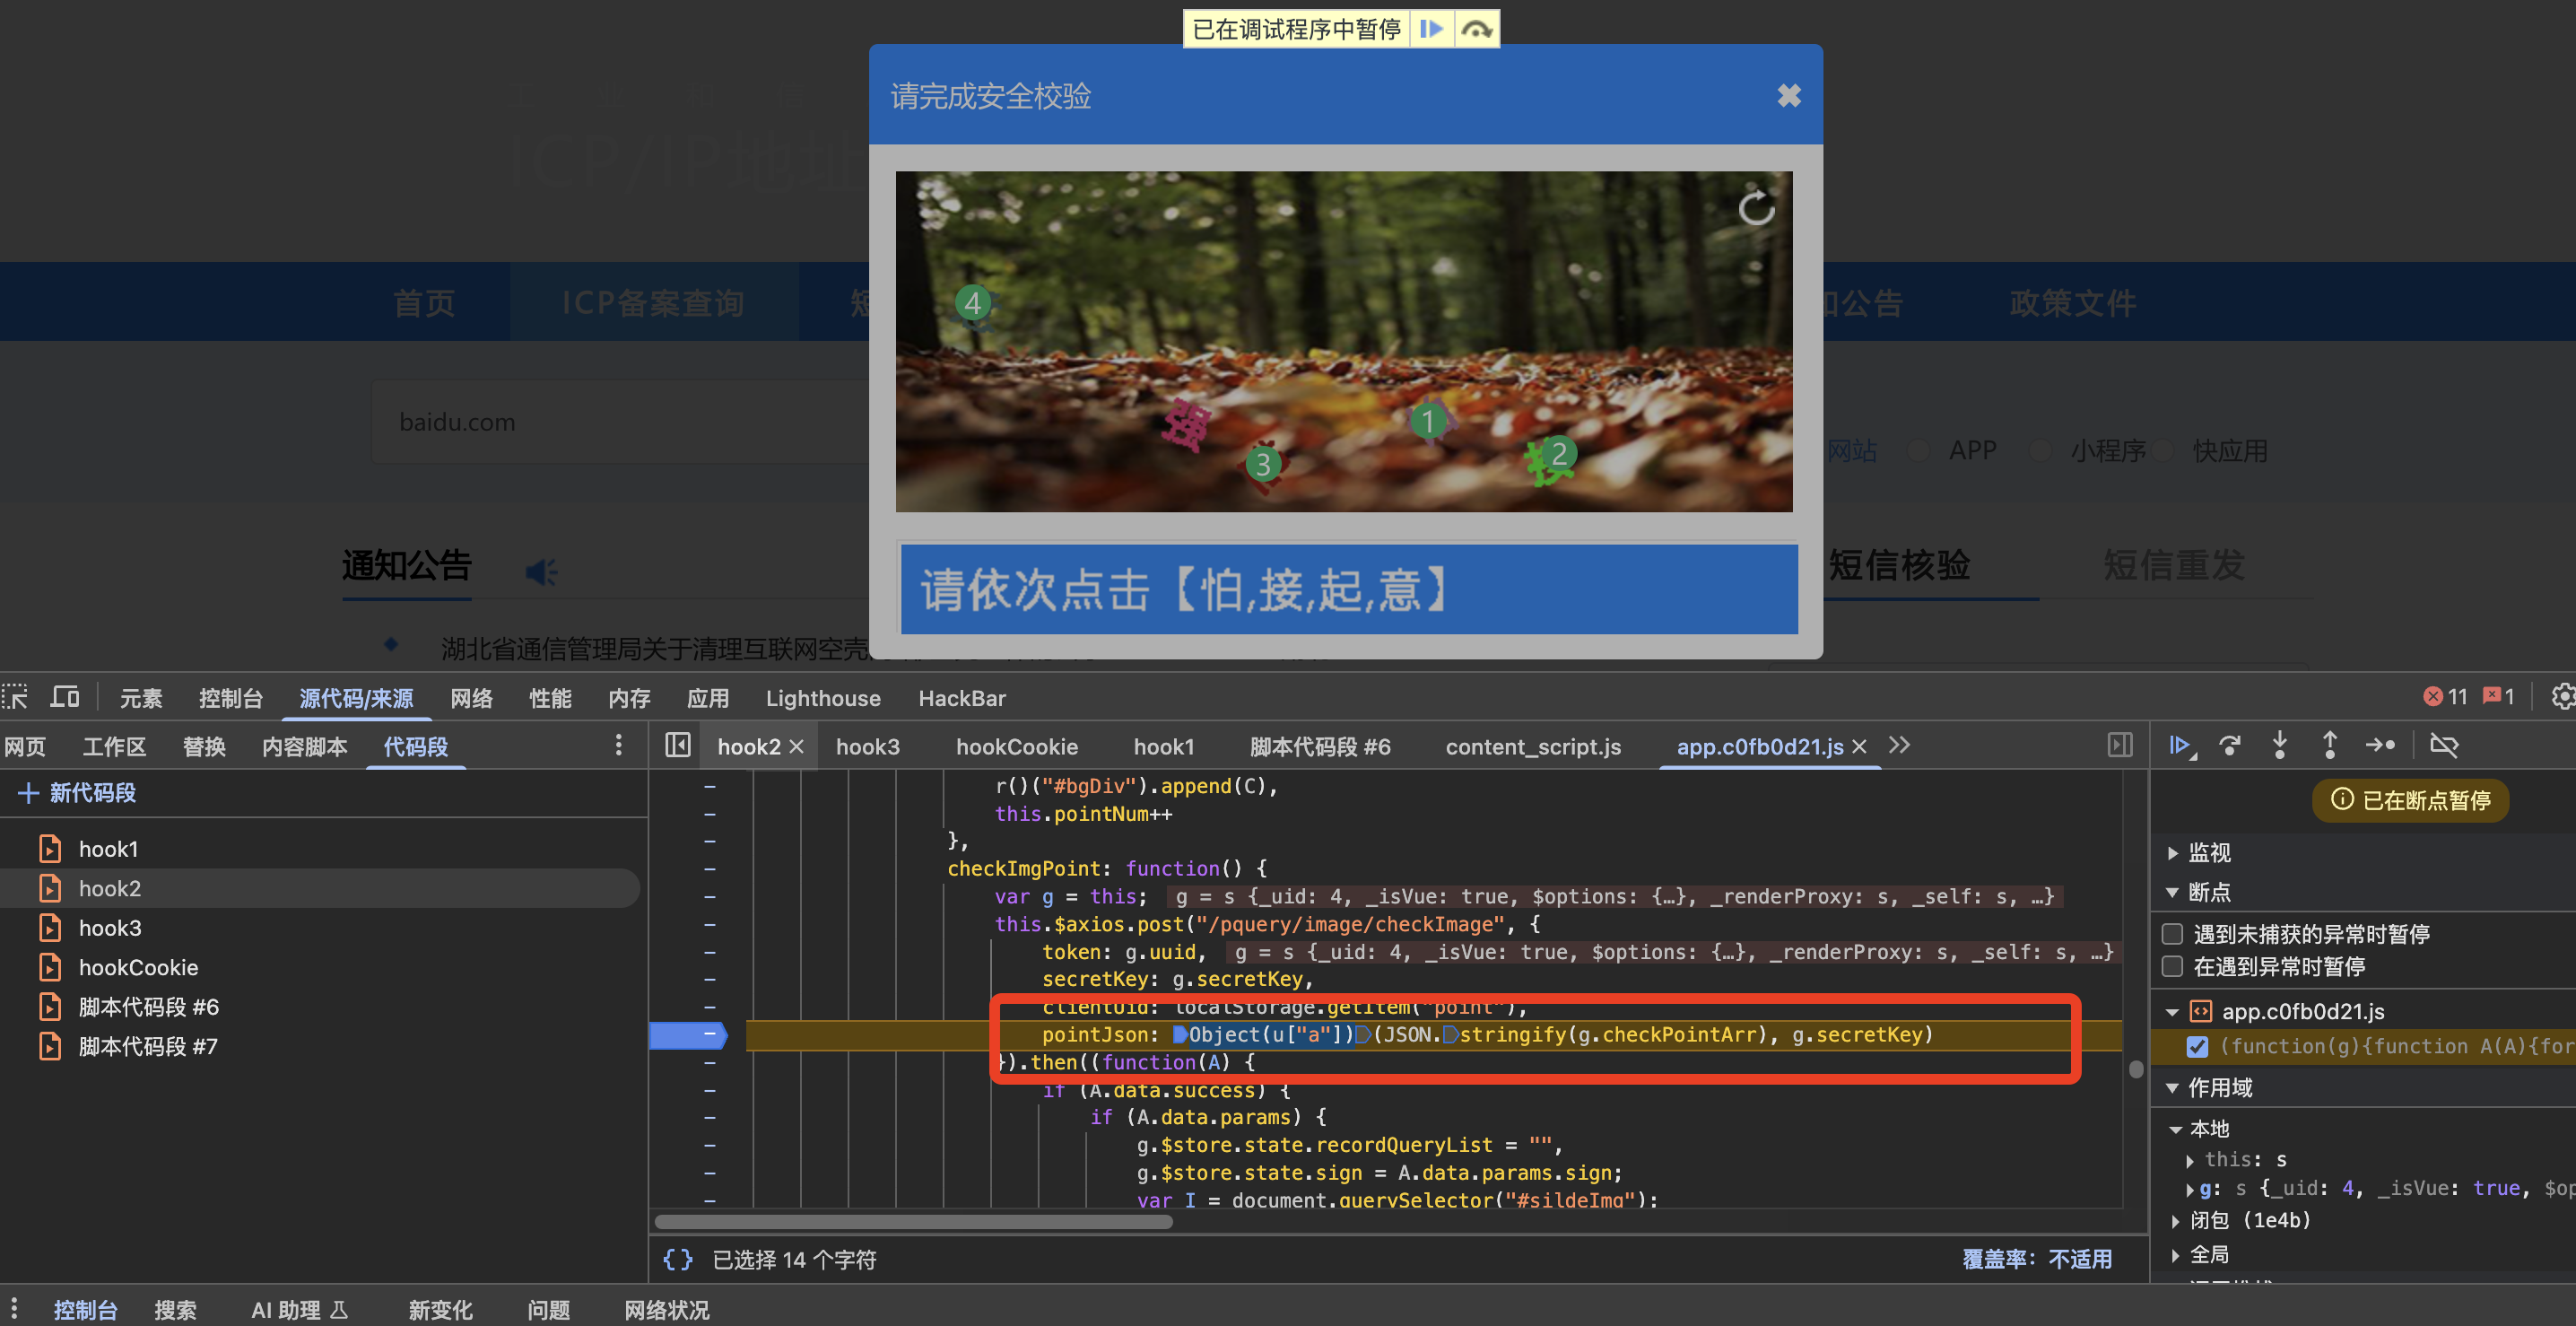 已在调试程序中暂停
请完成安全校验
ICP/IP地址
首页
ICP备案查询
短
知公告
政策文件
4
强
1
2
3
baidu.com
网站
APP
小程序
快应用
请依次点击【怕,接,起,意】
通知公告
短信核验
短信重发
湖北省通信管理局关于清理互联网空壳
元素
控制台
源代码/来源
网络
性能
内存
应用
Lighthouse
HackBar
11
1
网页
工作区
替换
内容脚本
代码段
hook2
hook3
hookCookie
hook1
脚本代码段 #6
content_script.js
app.c0fb0d21.js
新代码段
hook1
hook2
hook3
hookCookie
脚本代码段 #6
脚本代码段 #7
r()("#bgDiv").append(C),
this.pointNum++
},
checkImgPoint: function() {
var g = this; g = s {_uid: 4, _isVue: true, $options: {…}, _renderProxy: s, _self: s, …}
this.$axios.post("/pquery/image/checkImage", {
token: g.uuid, g = s {_uid: 4, _isVue: true, $options: {…}, _renderProxy: s, _self: s, …}
secretKey: g.secretKey,
clientUid: localStorage.getItem("point"),
pointJson: Object(u["a"])(JSON.stringify(g.checkPointArr), g.secretKey)
}).then((function(A) {
if (A.data.success) {
if (A.data.params) {
g.$store.state.recordQueryList = "",
g.$store.state.sign = A.data.params.sign;
var I = document.querySelector("#sildeImg");
{} 已选择 14 个字符
覆盖率：不适用
已在断点暂停
监视
断点
遇到未捕获的异常时暂停
在遇到异常时暂停
app.c0fb0d21.js
(function(g){function A(A){for
作用域
本地
this: s
g: s {_uid: 4, _isVue: true, $op
闭包 (1e4b)
全局
控制台
搜索
AI 助理
新变化
问题
网络状况